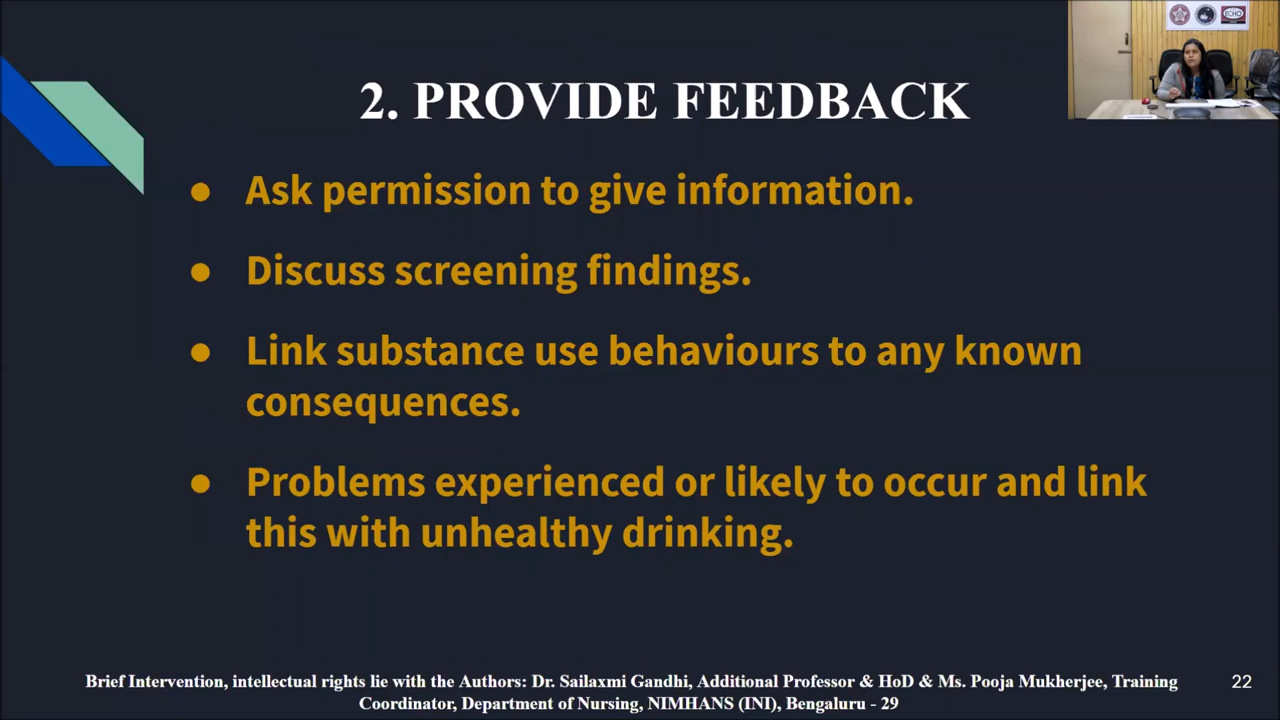 2. PROVIDE FEEDBACK
● Ask permission to give information.
● Discuss screening findings.
● Link substance use behaviours to any known
consequences.
● Problems experienced or likely to occur and link
this with unhealthy drinking.
Brief Intervention, intellectual rights lie with the Authors: Dr. Sailaxmi Gandhi, Additional Professor & HoD & Ms. Pooja Mukherjee, Training
Coordinator, Department of Nursing, NIMHANS (INI), Bengaluru - 29
22